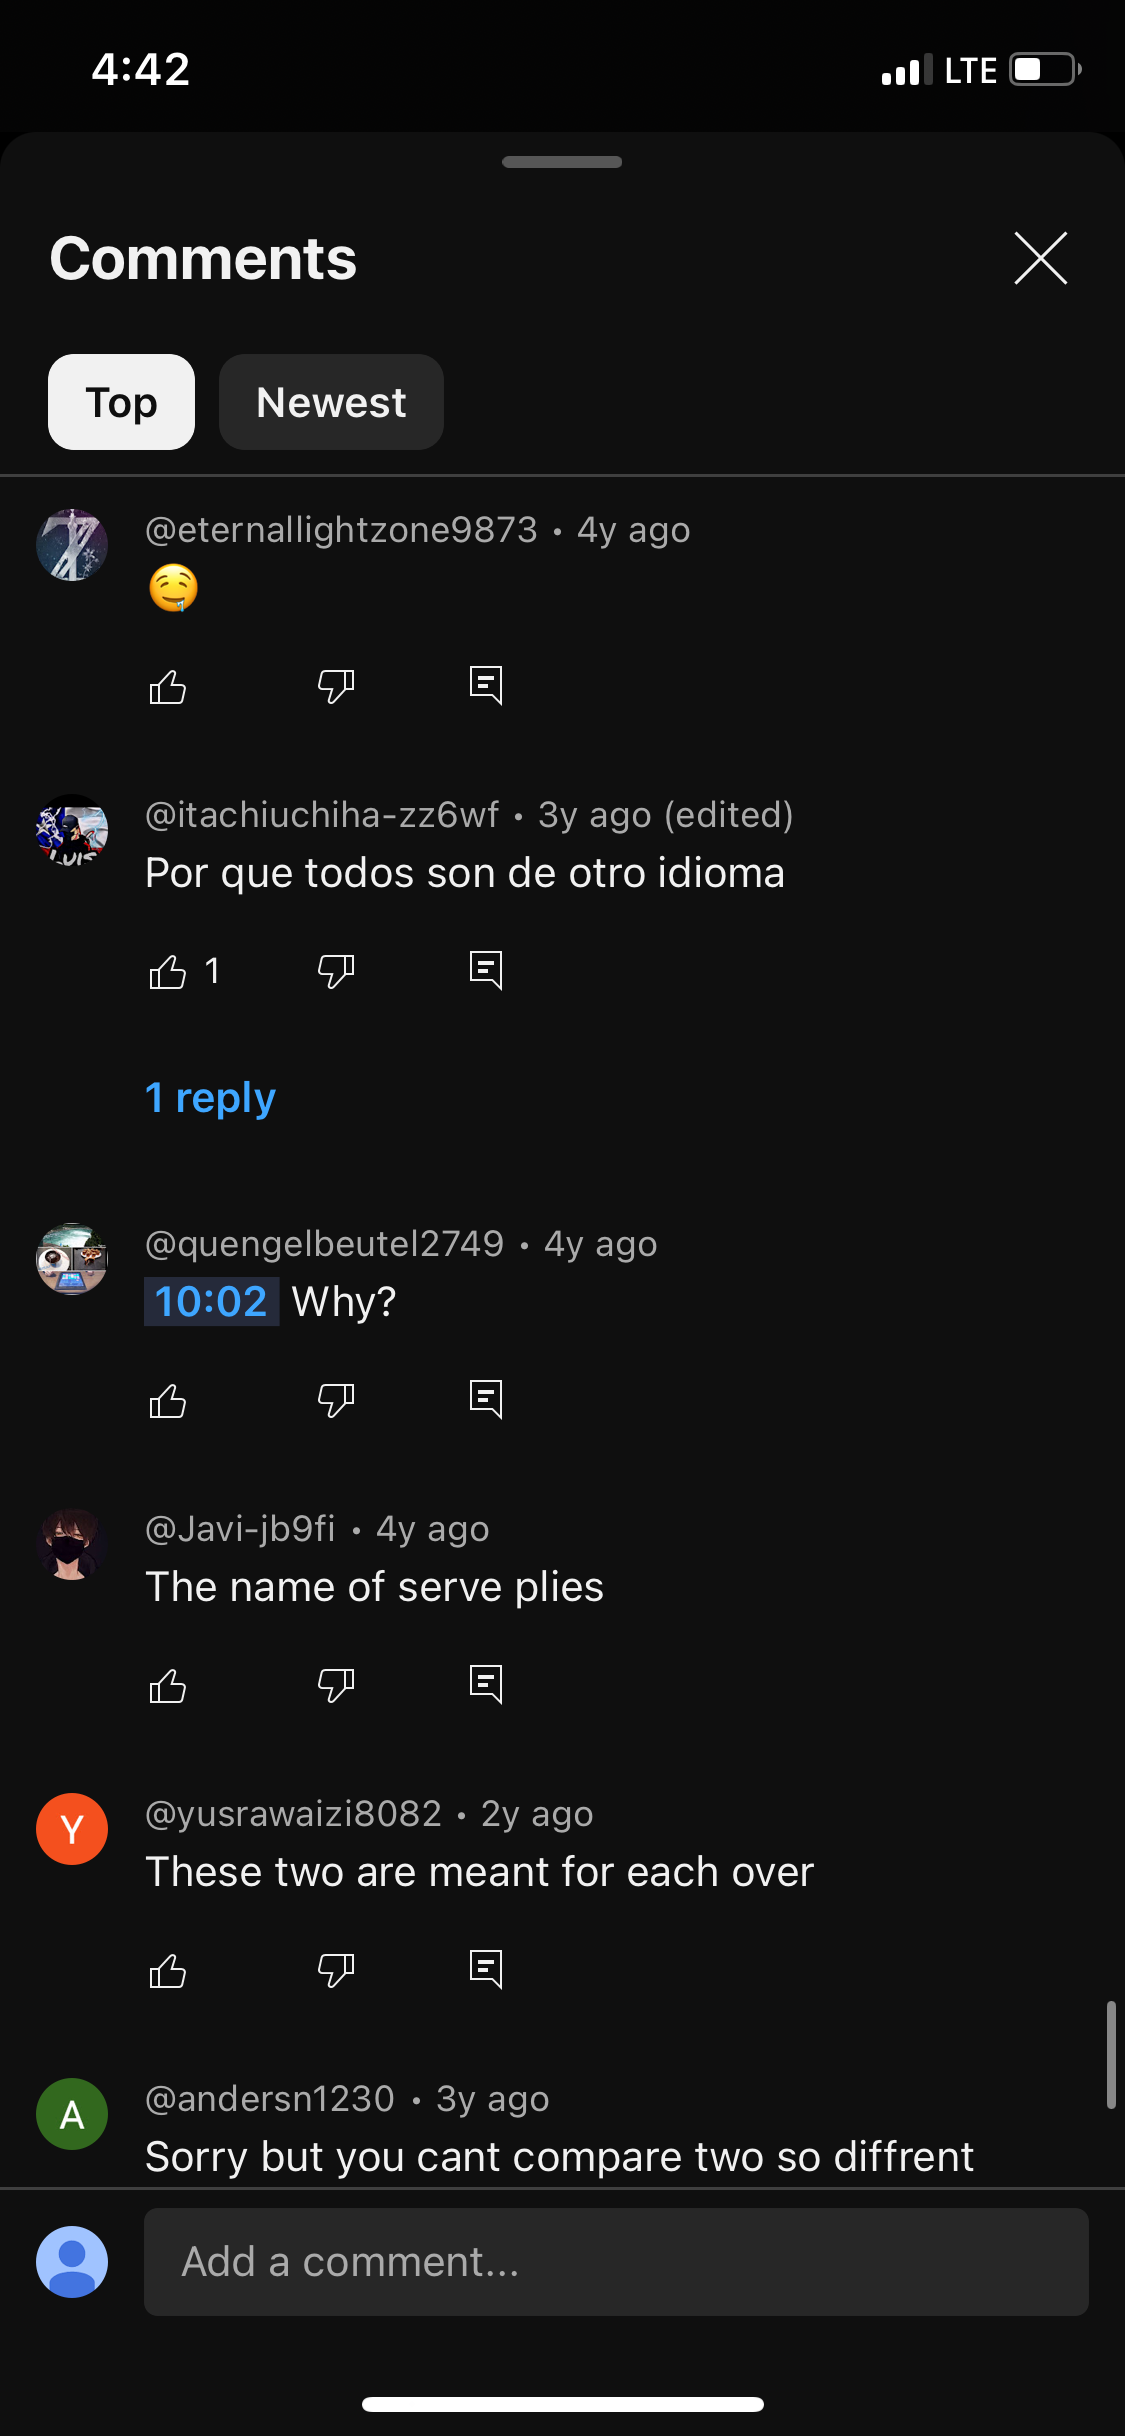 4:42 LTE
Comments
Top Newest
@eternallightzone9873 • 4y ago
🤤
@itachiuchiha-zz6wf • 3y ago (edited)
Por que todos son de otro idioma
1
1 reply
@quengelbeutel2749 • 4y ago
10:02 Why?
@Javi-jb9fi • 4y ago
The name of serve plies
Y
@yusrawaizi8082 • 2y ago
These two are meant for each over
A
@andersn1230 • 3y ago
Sorry but you cant compare two so diffrent
Add a comment...